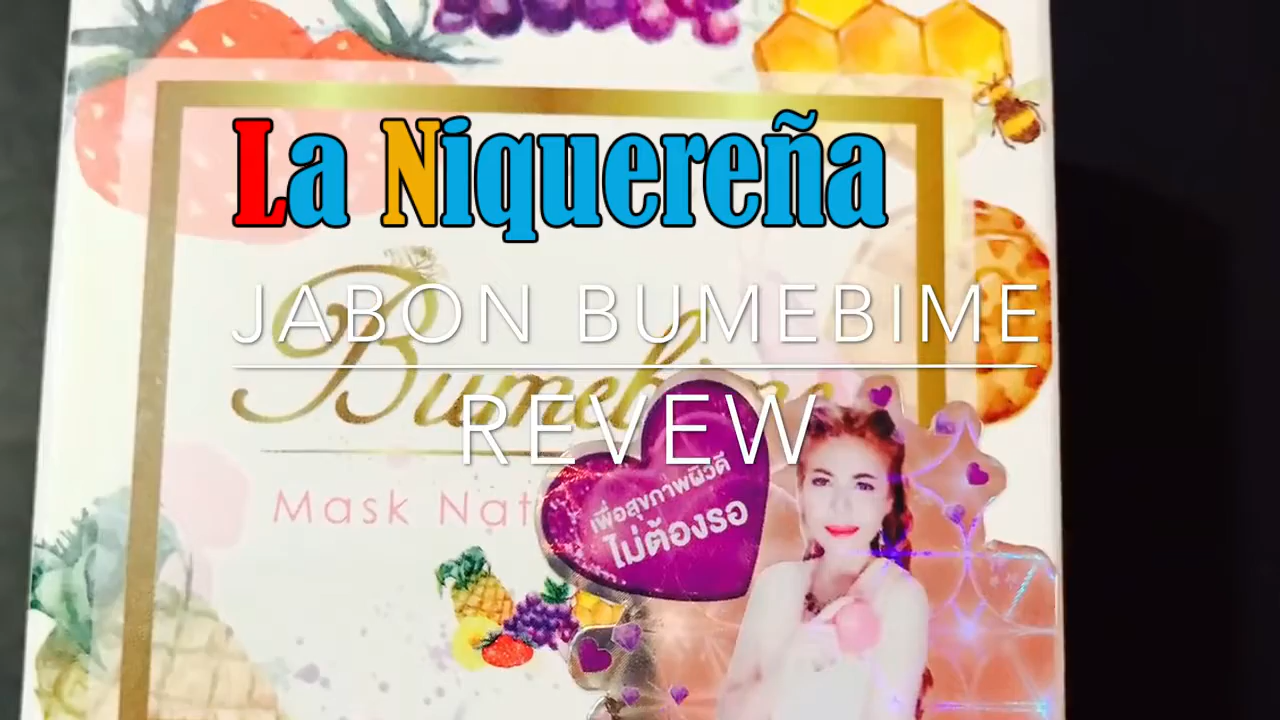 La Niquereña
JABON BUMEBIME
REVEW
Bumebime
Mask Nat
เพื่อสุขภาพผิวดี
ไม่ต้องรอ